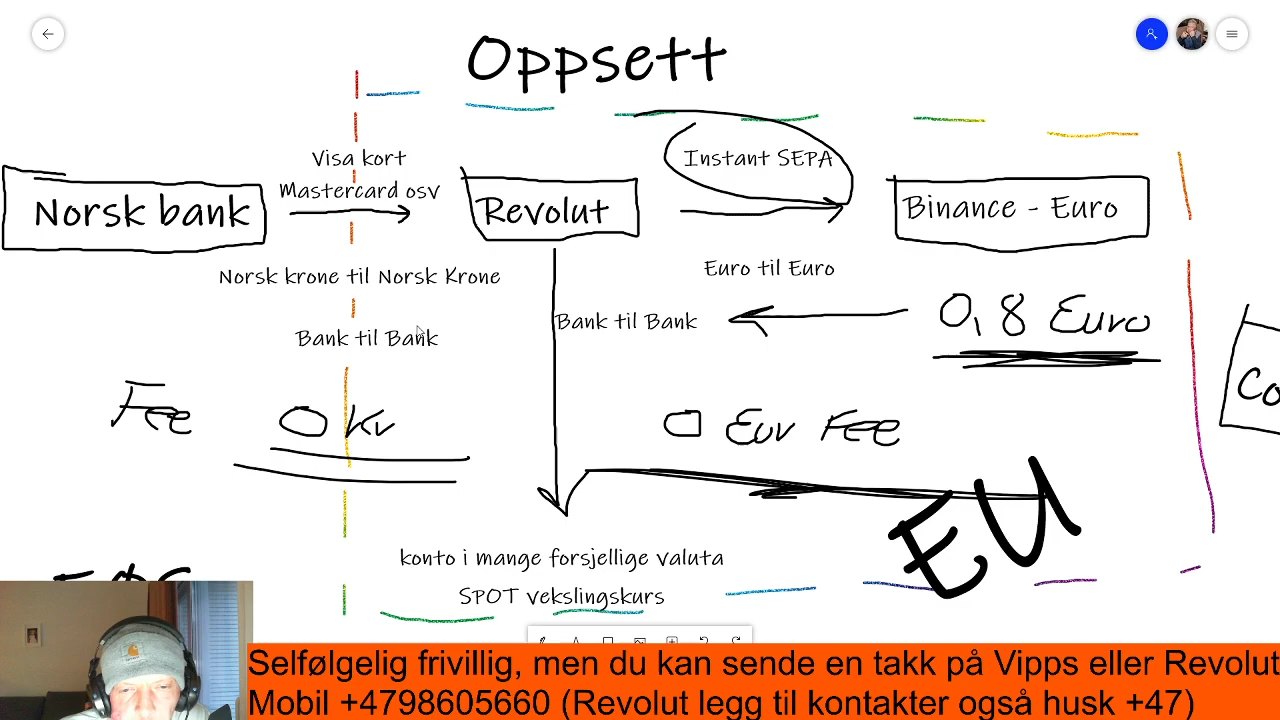 Oppsett
Visa kort
Mastercard osv
Instant SEPA
Norsk bank
Revolut
Binance - Euro
Norsk krone til Norsk Krone
Euro til Euro
Bank til Bank
Bank til Bank
0,8 Euro
Fee
0 Kr
0 Eur Fee
EU
konto i mange forsjellige valuta
SPOT vekslingskurs
Selfølgelig frivillig, men du kan sende en takk på Vipps eller Revolut
Mobil +4798605660 (Revolut legg til kontakter også husk +47)